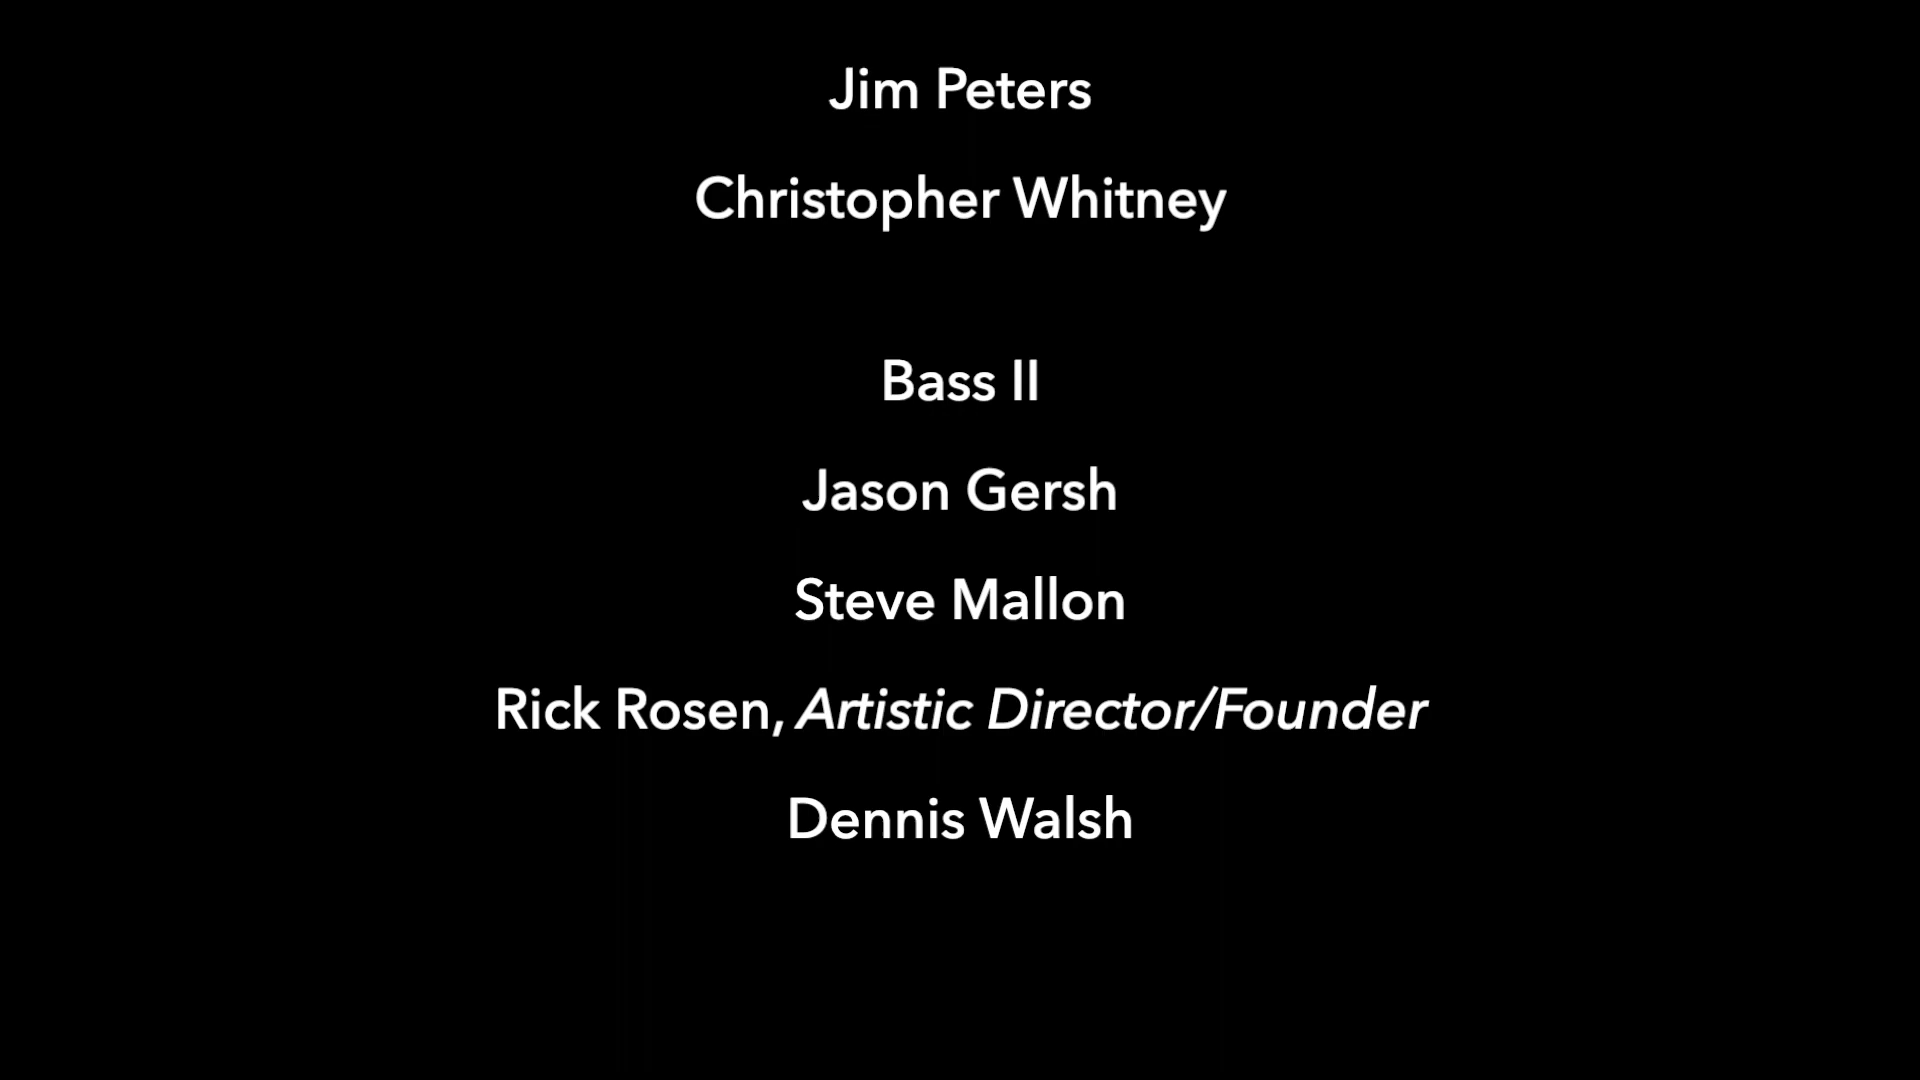 Jim Peters
Christopher Whitney
Bass II
Jason Gersh
Steve Mallon
Rick Rosen, Artistic Director/Founder
Dennis Walsh